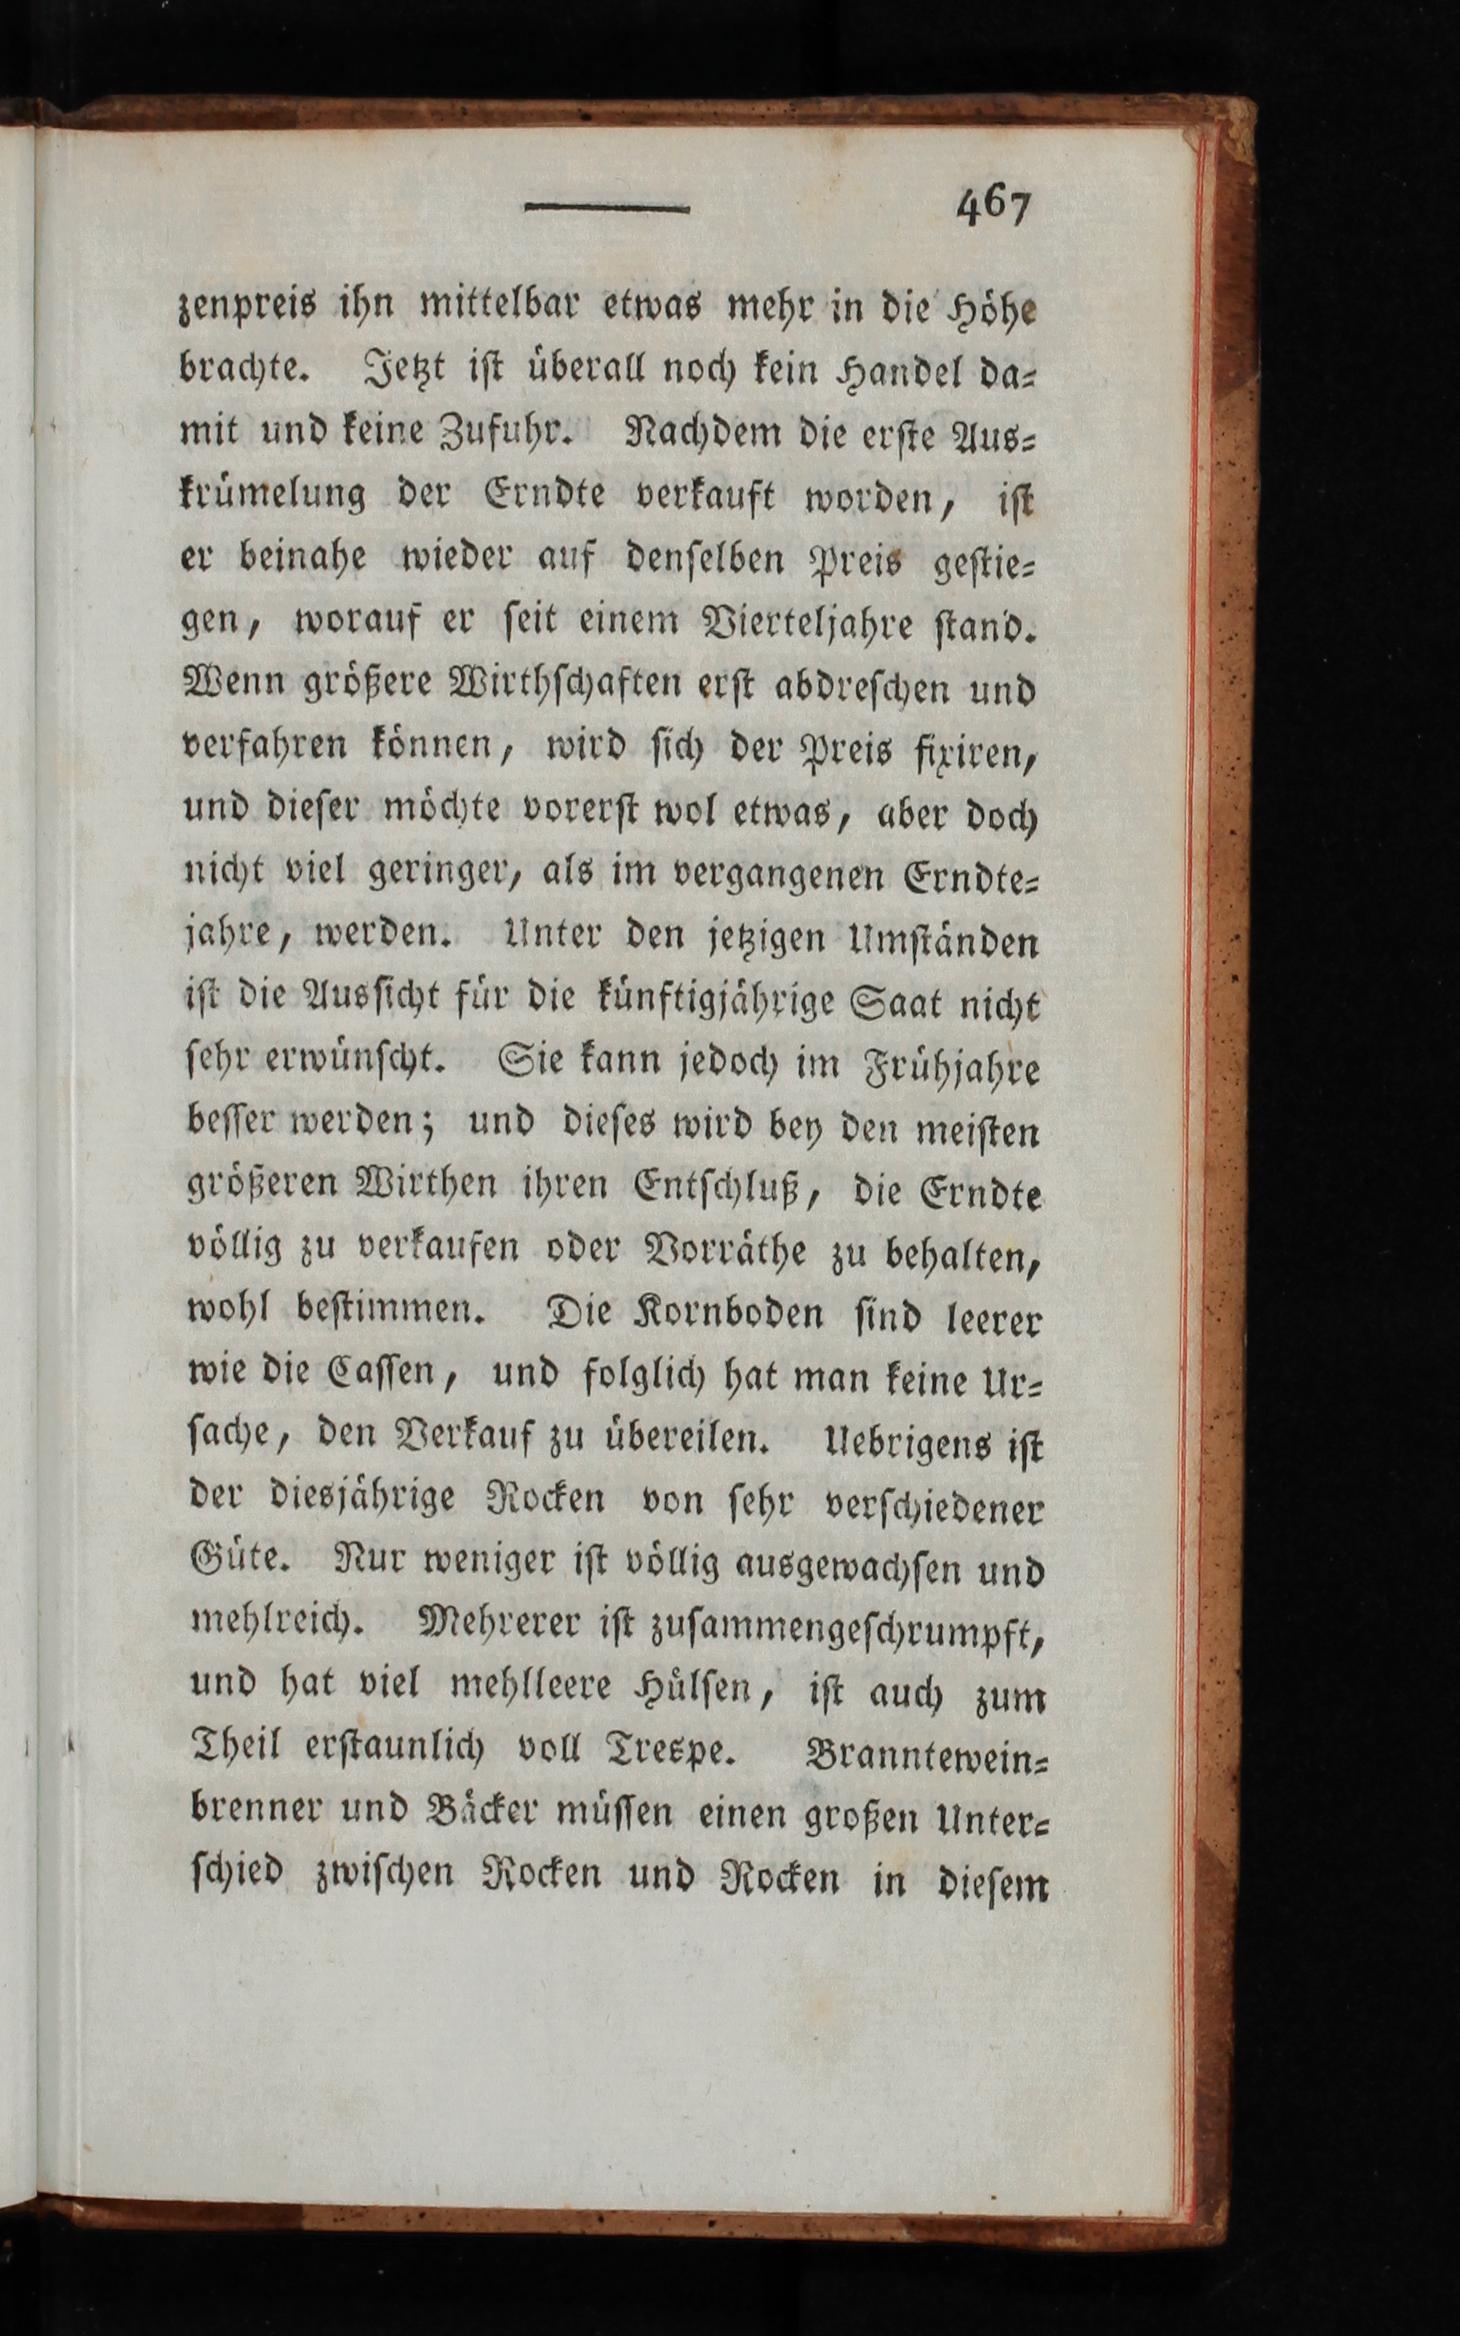 467
zenpreis ihn mittelbar etwas mehr in die Höhe
brachte. Jetzt iſt überall noch kein Handel da⸗
mit und keine Zufuhr. Nachdem die erſte Aus⸗
krümelung der Erndte verkauft worden, iſt
er beinahe wieder auf denſelben Preis geſtie⸗
gen, worauf er ſeit einem Vierteljahre ſtand.
Wenn größere Wirthſchaften erſt abdreſchen und
verfahren können, wird ſich der Preis fixiren,
und dieſer möchte vorerſt wol etwas, aber doch
nicht viel geringer, als im vergangenen Erndte⸗
jahre, werden. Unter den jetzigen Umſtänden
iſt die Ausſicht für die künftigjährige Saat nicht
ſehr erwünſcht. Sie kann jedoch im Frühjahre
beſſer werden; und dieſes wird bey den meiſten
größeren Wirthen ihren Entſchluß, die Erndte
völlig zu verkaufen oder Vorräthe zu behalten,
wohl beſtimmen. Die Kornboden ſind leerer
wie die Caſſen, und folglich hat man keine Ur⸗
ſache, den Verkauf zu übereilen. Uebrigens iſt
der diesjährige Rocken von ſehr verſchiedener
Güte. Nur weniger iſt völlig ausgewachſen und
mehlreich. Mehrerer iſt zuſammengeſchrumpft,
und hat viel mehlleere Hülſen, iſt auch zum
Theil erſtaunlich voll Trespe. Branntewein⸗
brenner und Bäcker müſſen einen großen Unter⸗
ſchied zwiſchen Rocken und Rocken in dieſem